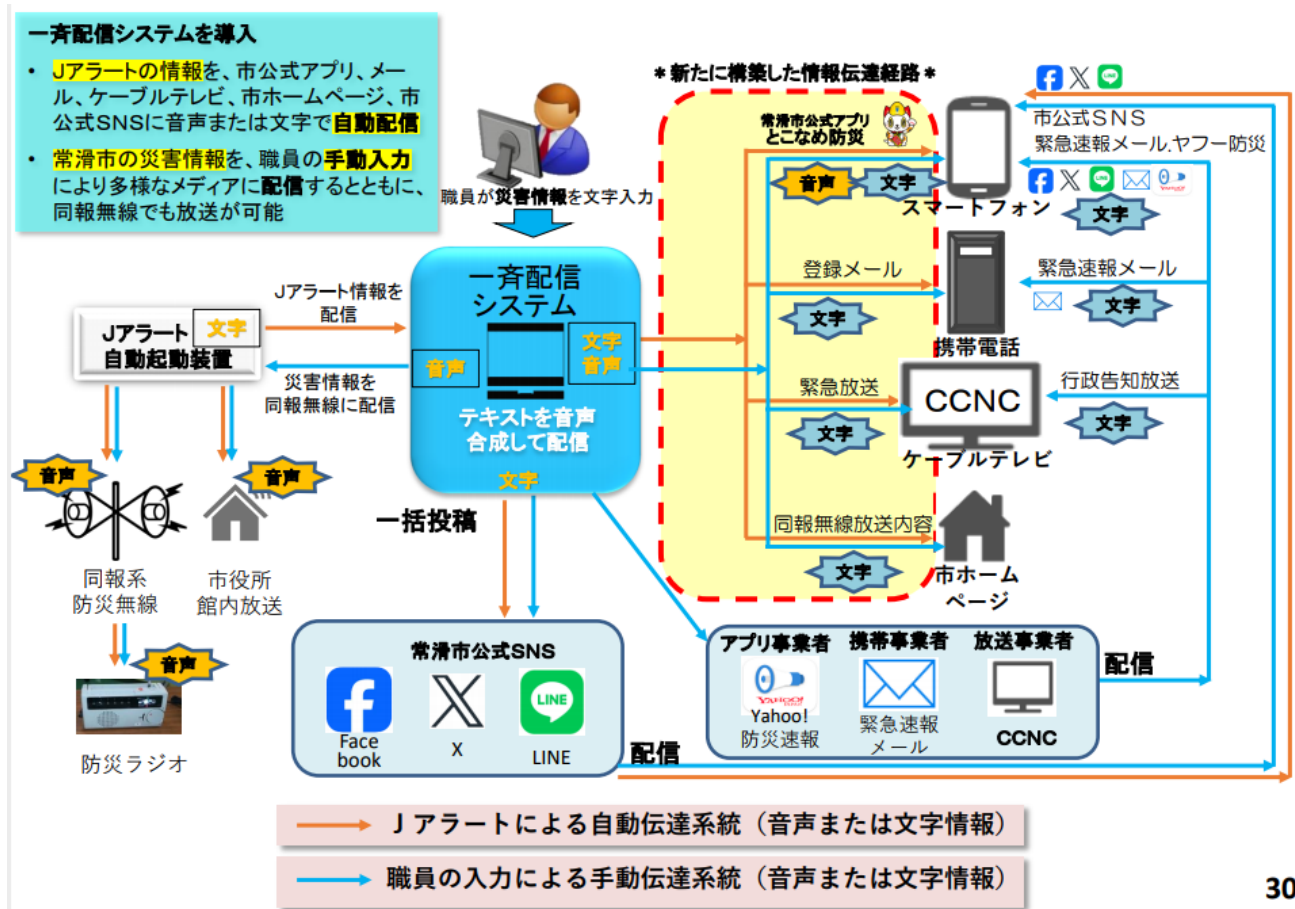 一斉配信システムを導入
• Jアラートの情報を、市公式アプリ、メー
ル、ケーブルテレビ、市ホームページ、市
公式SNSに音声または文字で自動配信
• 常滑市の災害情報を、職員の手動入力
により多様なメディアに配信するとともに、
同報無線でも放送が可能
職員が災害情報を文字入力
*新たに構築した情報伝達経路*
常滑市公式アプリ
とこなめ防災
音声
文字
スマートフォン
市公式SNS
緊急速報メール.ヤフー防災
文字
登録メール
文字
携帯電話
緊急速報メール
文字
緊急放送
文字
CCNC
ケーブルテレビ
行政告知放送
文字
同報無線放送内容
文字
市ホーム
ページ
Jアラート
自動起動装置
文字
Jアラート情報を
配信
災害情報を
同報無線に配信
一斉配信
システム
音声
文字
音声
テキストを音声
合成して配信
文字
音声
音声
同報系
防災無線
市役所
館内放送
音声
防災ラジオ
一括投稿
常滑市公式SNS
Face
book
X
LINE
LINE
配信
アプリ事業者
携帯事業者
放送事業者
YAHOO!
Yahoo!
防災速報
緊急速報
メール
CCNC
配信
Jアラートによる自動伝達系統（音声または文字情報）
職員の入力による手動伝達系統（音声または文字情報）
30